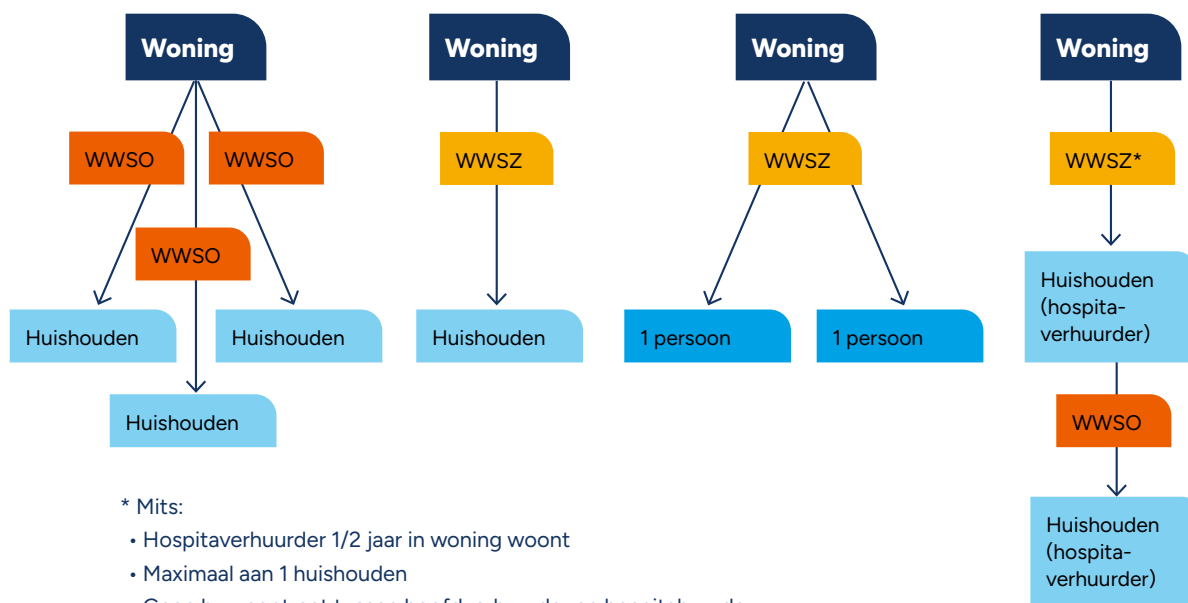 Woning
Woning
Woning
Woning
WWSO
WWSO
WWSO
Huishouden
Huishouden
Huishouden
WWSZ
Huishouden
WWSZ
1 persoon
1 persoon
WWSZ*
Huishouden
(hospita-
verhuurder)
WWSO
Huishouden
(hospita-
verhuurder)
* Mits:
• Hospitaverhuurder 1/2 jaar in woning woont
• Maximaal aan 1 huishouden